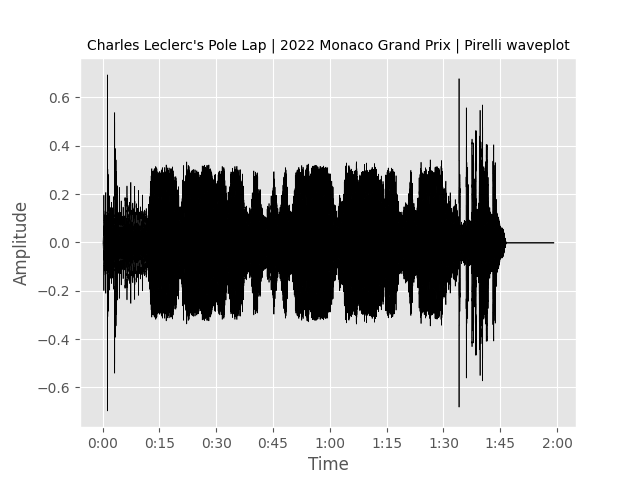 Charles Leclerc's Pole Lap | 2022 Monaco Grand Prix | Pirelli waveplot
0.6
0.4
0.2
0.0
−0.2
−0.4
−0.6
Amplitude
0:00 0:15 0:30 0:45 1:00 1:15 1:30 1:45 2:00
Time